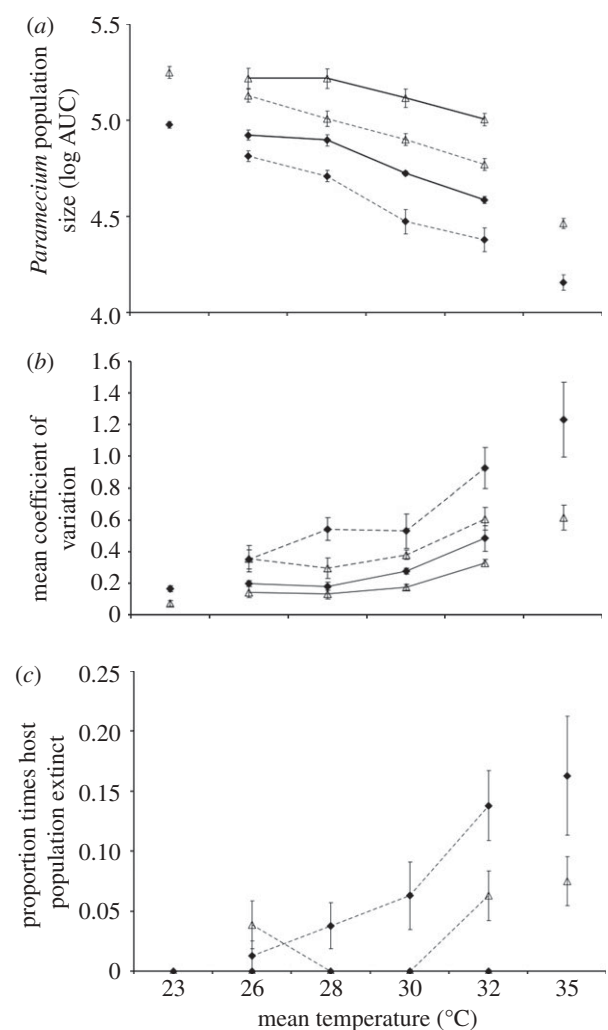 (a)
5.5
5.0
4.5
4.0
Paramecium population
size (log AUC)
(b)
1.6
1.4
1.2
1.0
0.8
0.6
0.4
0.2
0
mean coefficient of
variation
(c)
0.25
0.20
0.15
0.10
0.05
0
proportion times host
population extinct
23 26 28 30 32 35
mean temperature (°C)